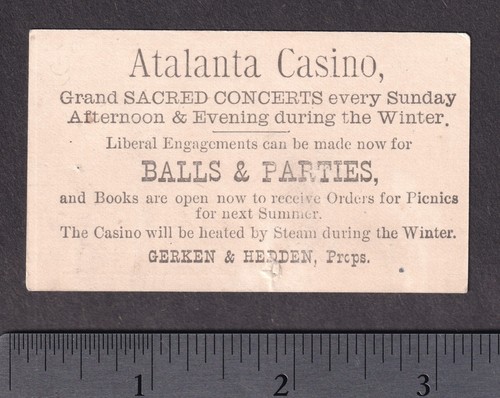 Atalanta Casino,
Grand SACRED CONCERTS every Sunday
Afternoon & Evening during the Winter.
Liberal Engagements can be made now for
BALLS & PARTIES,
and Books are open now to receive Orders for Picnics
for next Summer.
The Casino will be heated by Steam during the Winter.
GERKEN & HEDDEN, Props.
1 2 3